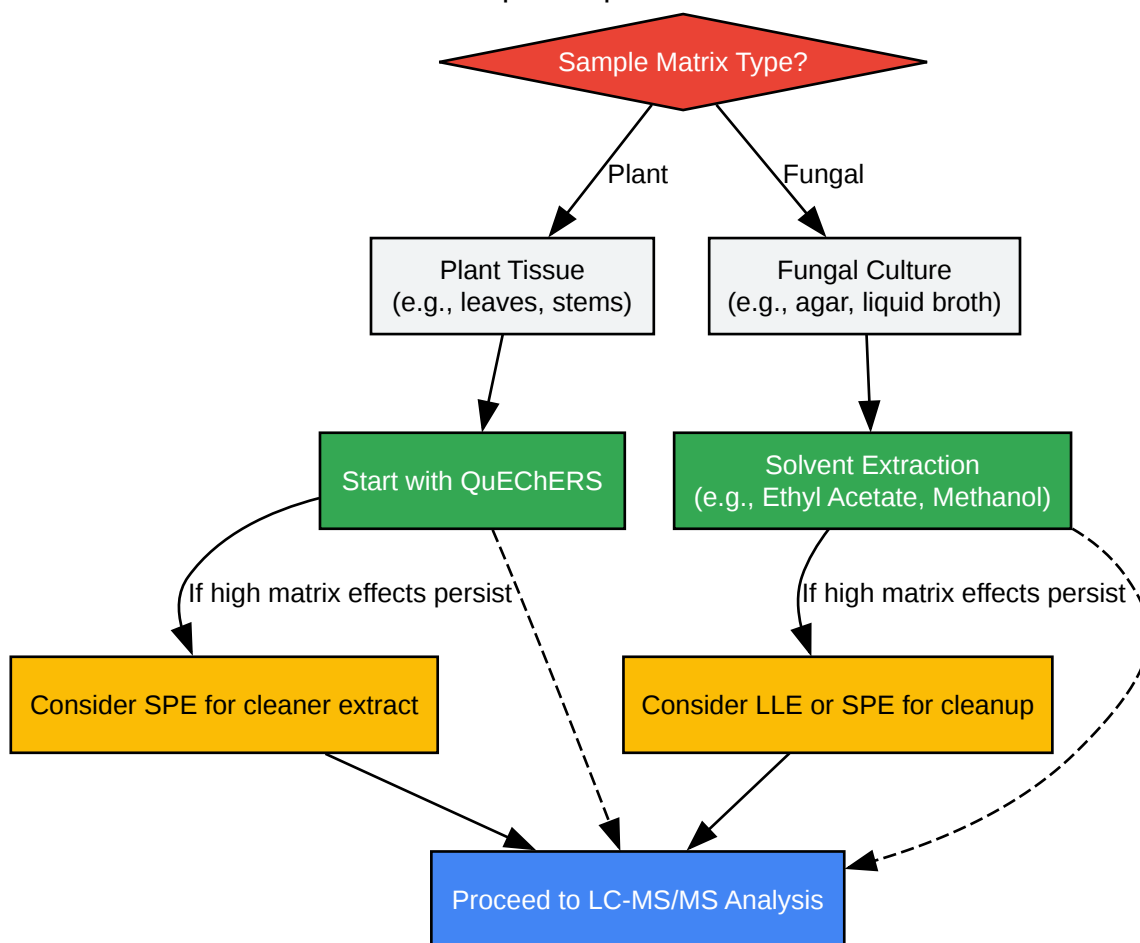 Sample Matrix Type?
Plant
Fungal
Plant Tissue
(e.g., leaves, stems)
Fungal Culture
(e.g., agar, liquid broth)
Start with QuEChERS
Solvent Extraction
(e.g., Ethyl Acetate, Methanol)
If high matrix effects persist
If high matrix effects persist
Consider SPE for cleaner extract
Consider LLE or SPE for cleanup
Proceed to LC-MS/MS Analysis